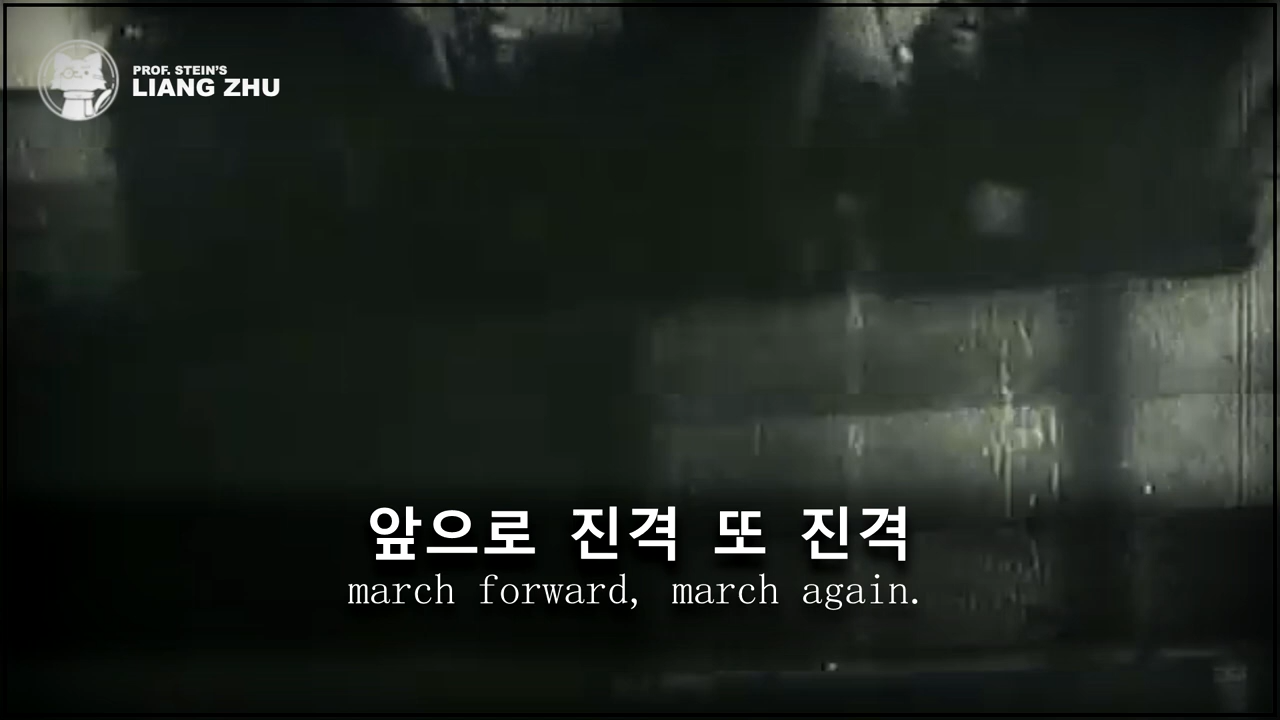 PROF. STEIN'S
LIANG ZHU
앞으로 진격 또 진격
march forward, march again.